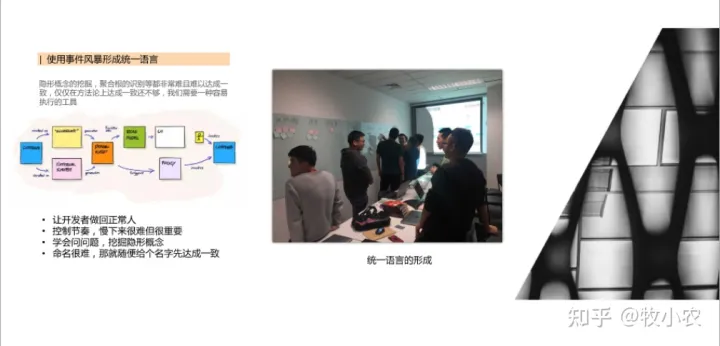 | 使用事件风暴形成统一语言
隐形概念的挖掘，聚合根的识别等都非常难且难以达成一
致，仅仅在方法论上达成一致还不够，我们需要一种容易
执行的工具
• 让开发者做回正常人
• 控制节奏，慢下来很难但很重要
• 学会问问题，挖掘隐形概念
• 命名很难，那就随便给个名字先达成一致
统一语言的形成
知乎 @牧小农